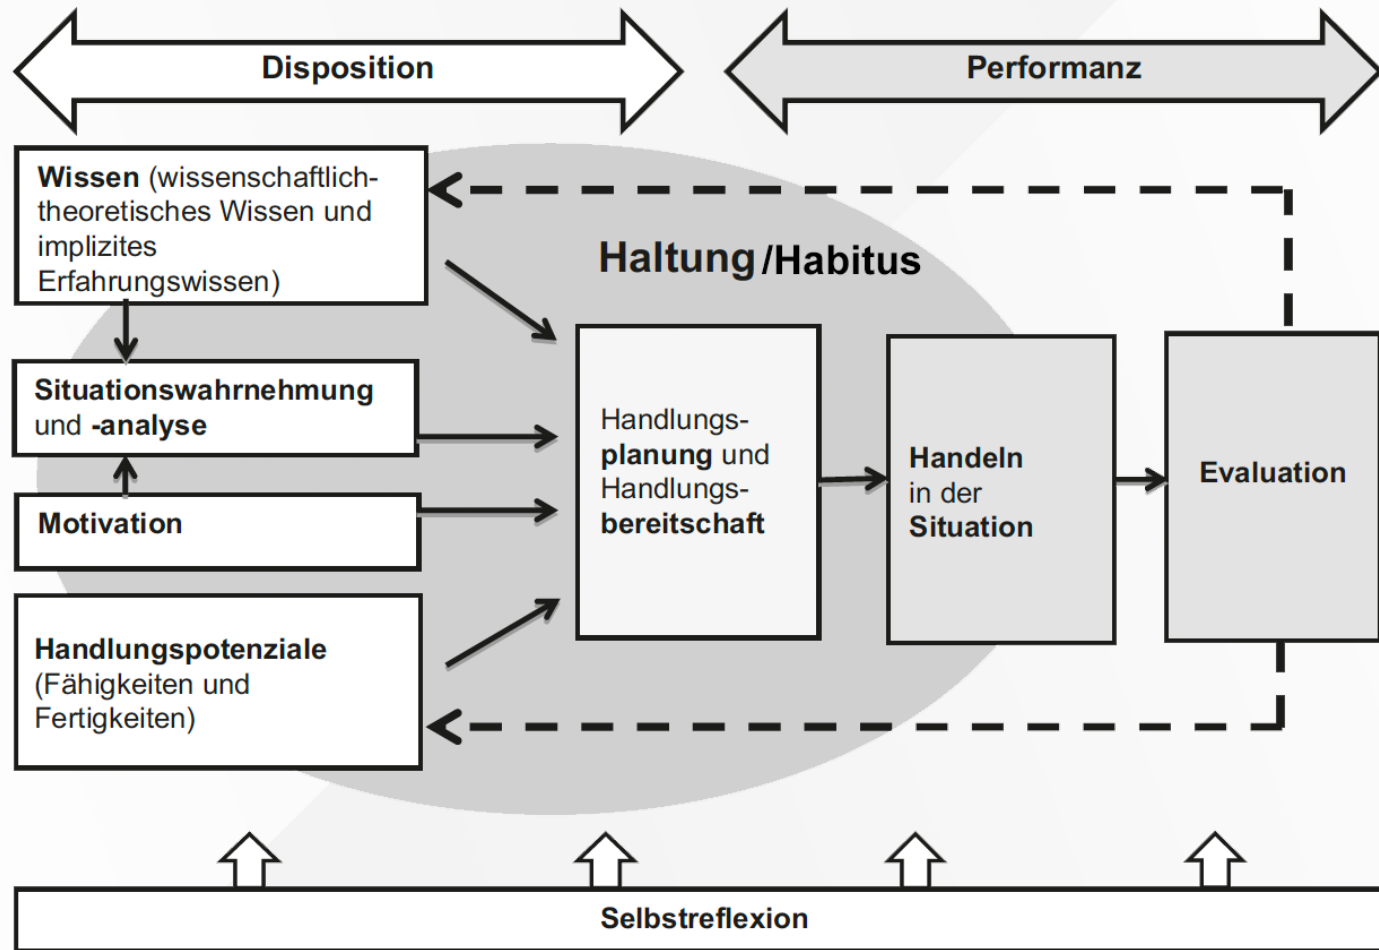 Disposition
Performanz
Wissen (wissenschaftlich-
theoretisches Wissen und
implizites
Erfahrungswissen)
Haltung/Habitus
Situationswahrnehmung
und -analyse
Motivation
Handlungspotenziale
(Fähigkeiten und
Fertigkeiten)
Handlungs-
planung und
Handlungs-
bereitschaft
Handeln
in der
Situation
Evaluation
Selbstreflexion